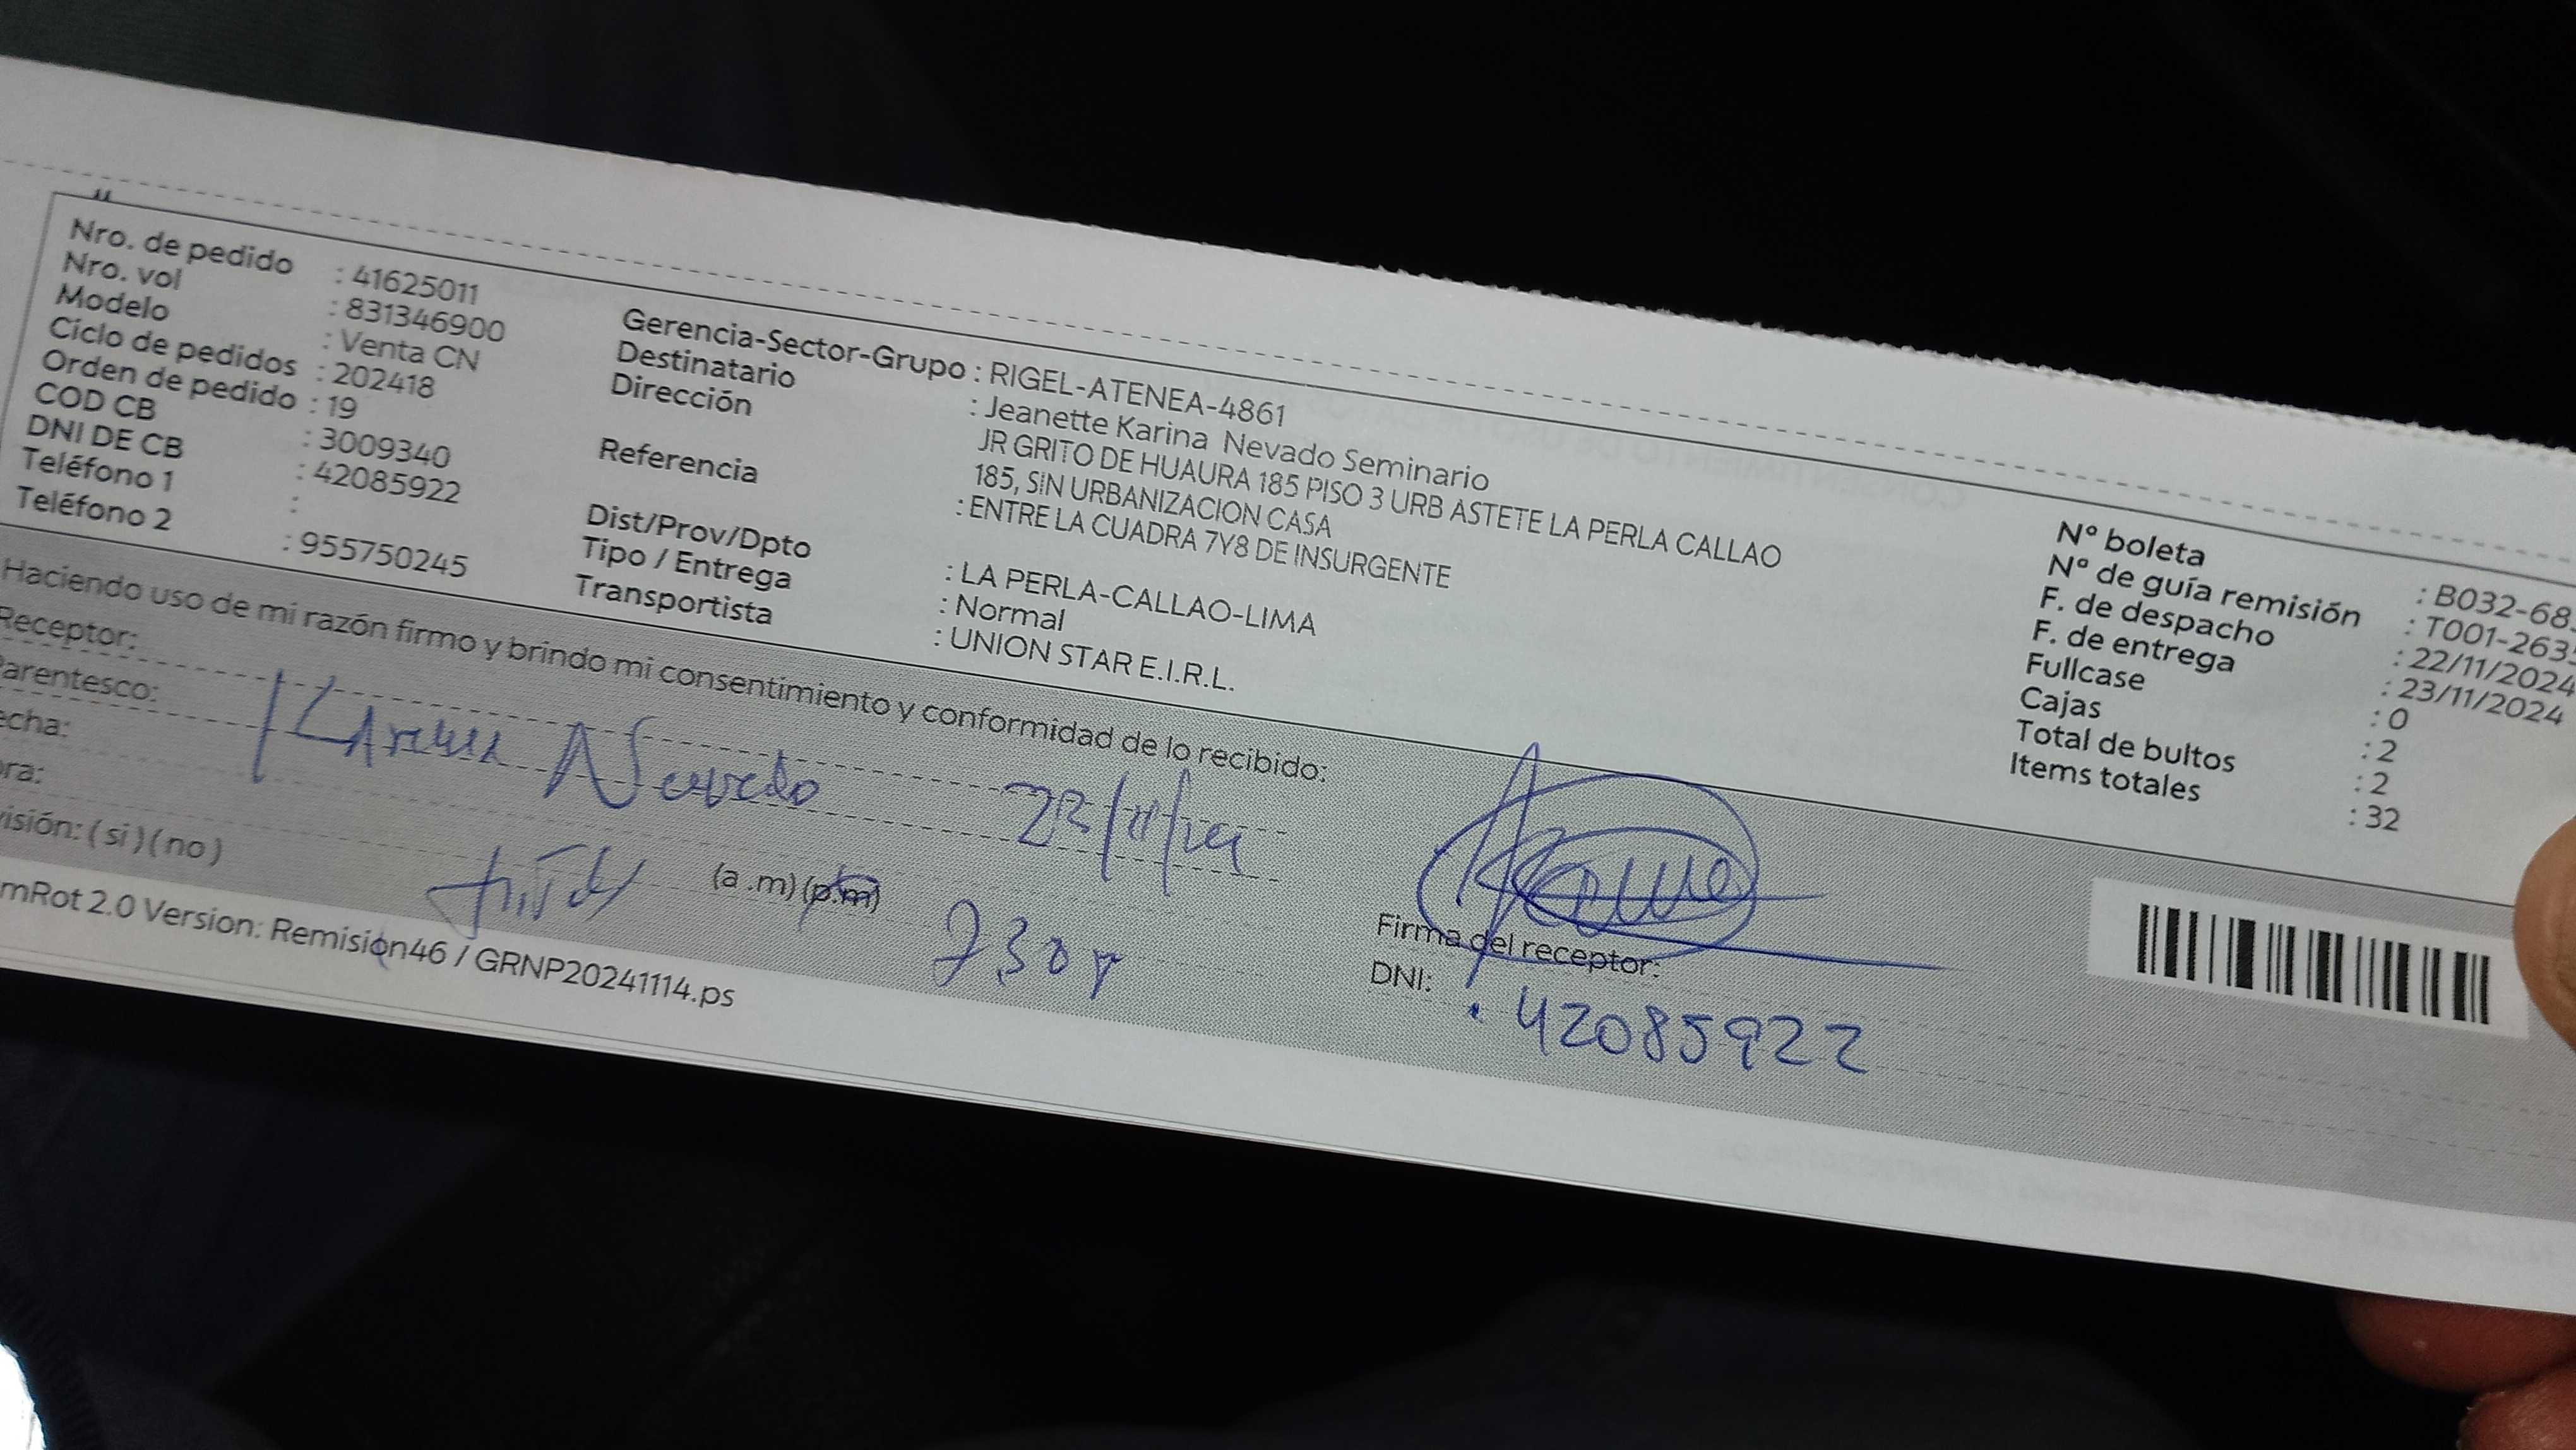 Nro. de pedido : 41625011
Nro. vol : 831346900
Modelo : Venta CN
Ciclo de pedidos : 202418
Orden de pedido : 19
COD CB : 3009340
DNI DE CB : 42085922
Teléfono 1 :
Teléfono 2 : 955750245
Gerencia-Sector-Grupo : RIGEL-ATENEA-4861
Destinatario : Jeanette Karina Nevado Seminario
Dirección JR GRITO DE HUAURA 185 PISO 3 URB ASTETE LA PERLA CALLAO
185, SIN URBANIZACION CASA
Referencia : ENTRE LA CUADRA 7Y8 DE INSURGENTE
Dist/Prov/Dpto : LA PERLA-CALLAO-LIMA
Tipo / Entrega : Normal
Transportista : UNION STAR E.I.R.L.
N° boleta : B032-68
N° de guía remisión : T001-263
F. de despacho : 22/11/2024
F. de entrega : 23/11/2024
Fullcase : 0
Cajas : 2
Total de bultos : 2
Items totales : 32
Haciendo uso de mi razón firmo y brindo mi consentimiento y conformidad de lo recibido:
Receptor: Karina Nevado
Parentesco:
echa:
ora: (a .m) (p.m)
visión: ( si ) ( no )
Firma del receptor:
DNI: 42085922
mRot 2.0 Version: Remision46 / GRNP20241114.ps